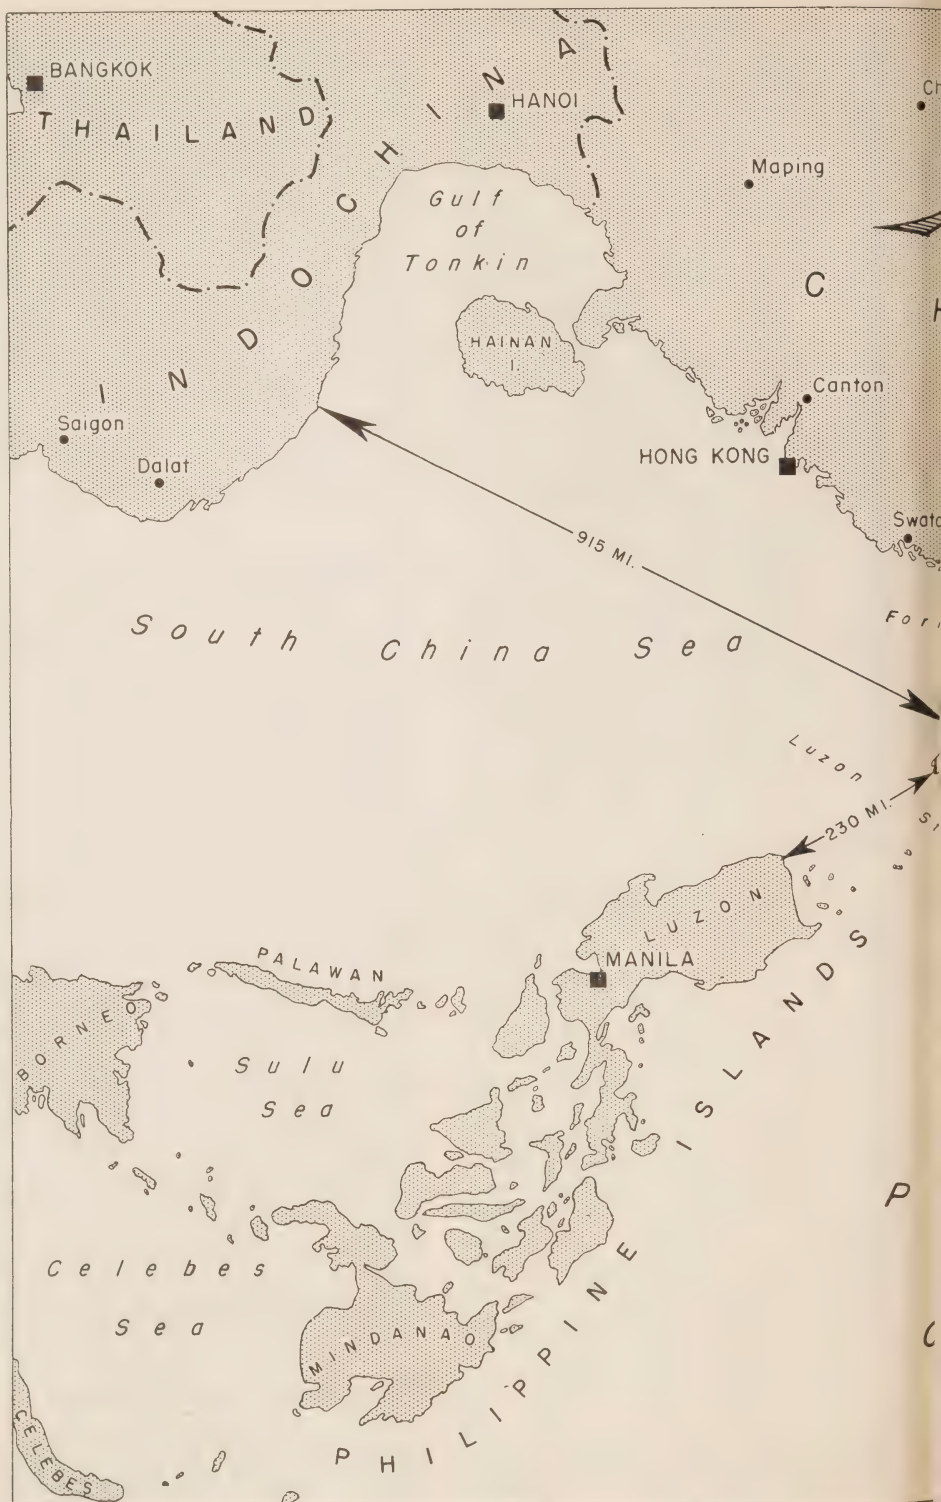 BANGKOK
THAILAND
INDOCHINA
HANOI
Gulf
of
Tonkin
Maping
HAINAN
I.
C
Canton
HONG KONG
Saigon
Dalat
915 MI.
South China Sea
Luzon
230 MI.
LUZON
MANILA
PALAWAN
BORNEO
Sulu
Sea
PHILIPPINE ISLANDS
P
Celebes
Sea
MINDANAO
CELEBES